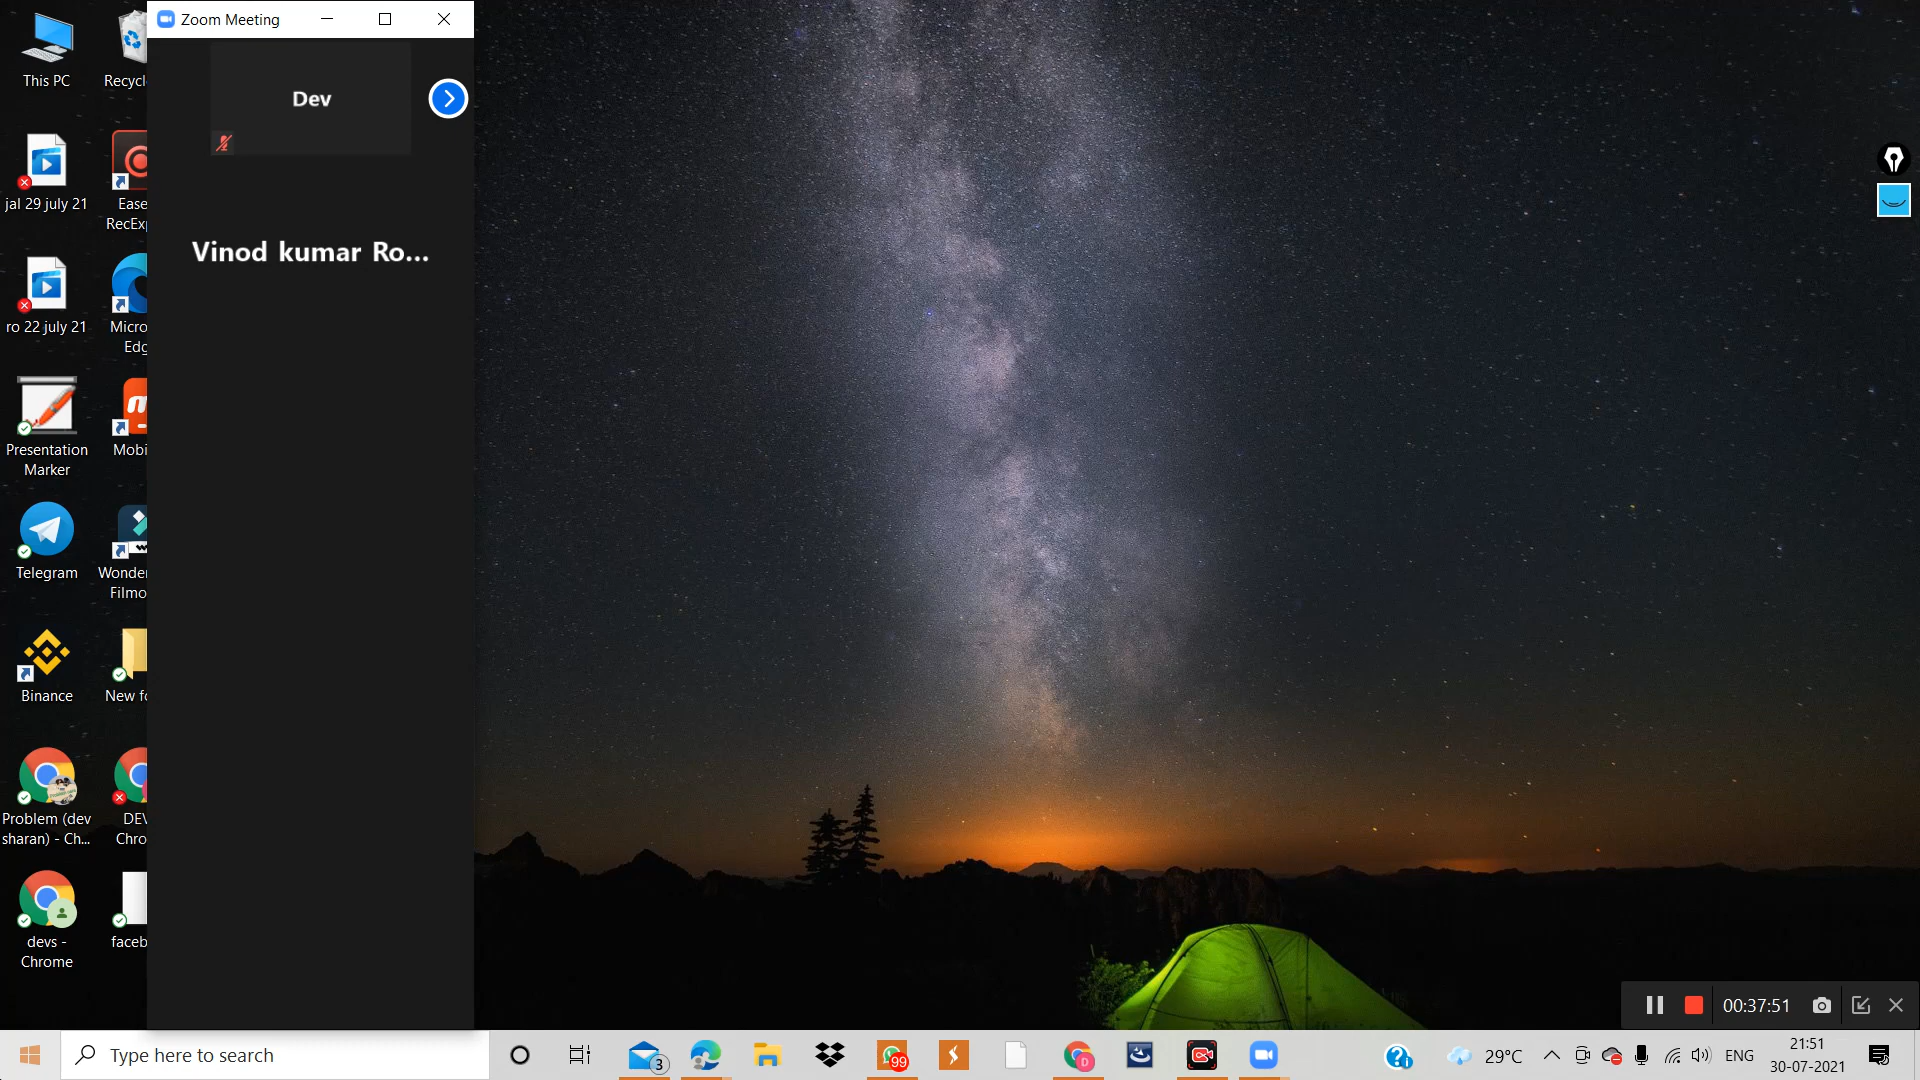 Zoom Meeting
Dev
Vinod kumar Ro...
This PC
Recycl
jal 29 july 21
Ease
RecExp
ro 22 july 21
Micro
Edg
Presentation
Marker
Mobi
Telegram
Wonder
Filmo
Binance
New fo
Problem (dev
sharan) - Ch...
DEV
Chro
devs -
Chrome
faceb
00:37:51
Type here to search
3
99
D
29°C
ENG
21:51
30-07-2021